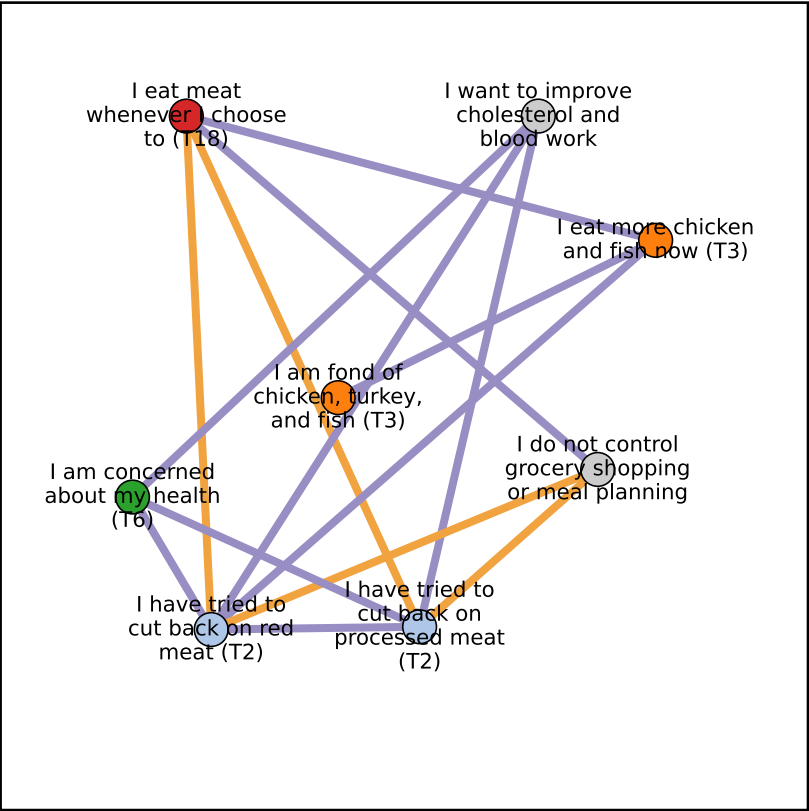 I eat meat
whenever I choose
to (T18)
I want to improve
cholesterol and
blood work
I eat more chicken
and fish now (T3)
I am fond of
chicken, turkey,
and fish (T3)
I do not control
grocery shopping
or meal planning
I am concerned
about my health
(T6)
I have tried to
cut back on red
meat (T2)
I have tried to
cut back on
processed meat
(T2)